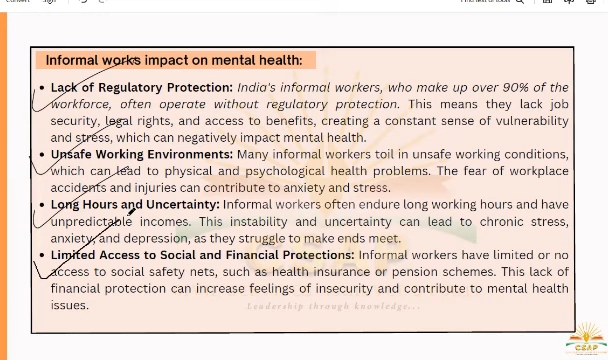 Convert
Sign
Find text or tools
Informal works impact on mental health:
• Lack of Regulatory Protection: India's informal workers, who make up over 90% of the
workforce, often operate without regulatory protection. This means they lack job
security, legal rights, and access to benefits, creating a constant sense of vulnerability
and stress, which can negatively impact mental health.
• Unsafe Working Environments: Many informal workers toil in unsafe working conditions,
which can lead to physical and psychological health problems. The fear of workplace
accidents and injuries can contribute to anxiety and stress.
• Long Hours and Uncertainty: Informal workers often endure long working hours and have
unpredictable incomes. This instability and uncertainty can lead to chronic stress,
anxiety, and depression, as they struggle to make ends meet.
• Limited Access to Social and Financial Protections: Informal workers have limited or no
access to social safety nets, such as health insurance or pension schemes. This lack of
financial protection can increase feelings of insecurity and contribute to mental health
issues.
Leadership through knowledge...